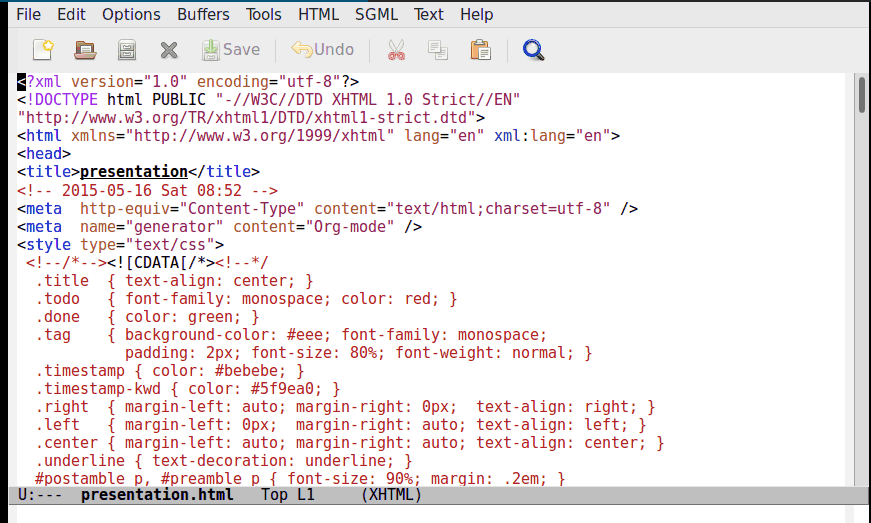 File Edit Options Buffers Tools HTML SGML Text Help
Save Undo
<?xml version="1.0" encoding="utf-8"?>
<!DOCTYPE html PUBLIC "-//W3C//DTD XHTML 1.0 Strict//EN"
"http://www.w3.org/TR/xhtml1/DTD/xhtml1-strict.dtd">
<html xmlns="http://www.w3.org/1999/xhtml" lang="en" xml:lang="en">
<head>
<title>presentation</title>
<!-- 2015-05-16 Sat 08:52 -->
<meta  http-equiv="Content-Type" content="text/html;charset=utf-8" />
<meta  name="generator" content="Org-mode" />
<style type="text/css">
 <!--/*--><![CDATA[/*><!--*/
  .title  { text-align: center; }
  .todo   { font-family: monospace; color: red; }
  .done   { color: green; }
  .tag    { background-color: #eee; font-family: monospace;
            padding: 2px; font-size: 80%; font-weight: normal; }
  .timestamp { color: #bebebe; }
  .timestamp-kwd { color: #5f9ea0; }
  .right  { margin-left: auto; margin-right: 0px;  text-align: right; }
  .left   { margin-left: 0px;  margin-right: auto; text-align: left; }
  .center { margin-left: auto; margin-right: auto; text-align: center; }
  .underline { text-decoration: underline; }
  #postamble p, #preamble p { font-size: 90%; margin: .2em; }
U:---  presentation.html   Top L1     (XHTML)